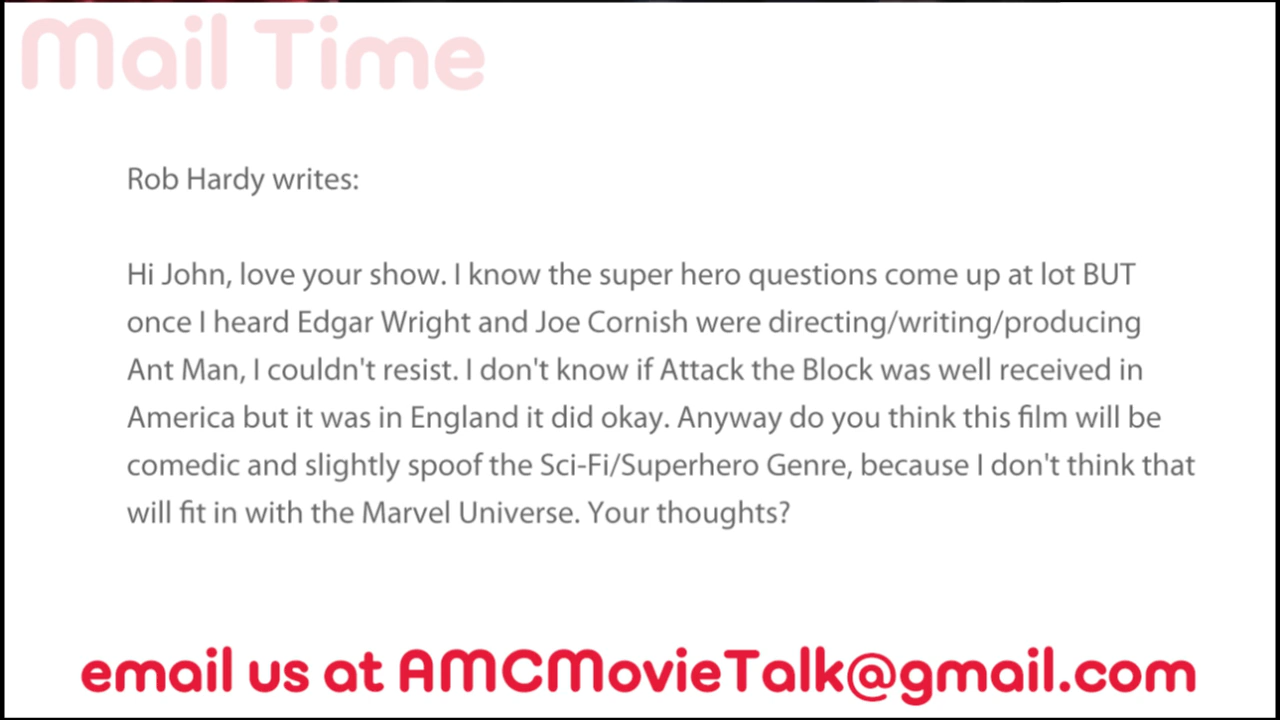 Mail Time
Rob Hardy writes:
Hi John, love your show. I know the super hero questions come up at lot BUT
once I heard Edgar Wright and Joe Cornish were directing/writing/producing
Ant Man, I couldn't resist. I don't know if Attack the Block was well received in
America but it was in England it did okay. Anyway do you think this film will be
comedic and slightly spoof the Sci-Fi/Superhero Genre, because I don't think that
will fit in with the Marvel Universe. Your thoughts?
email us at AMCMovieTalk@gmail.com